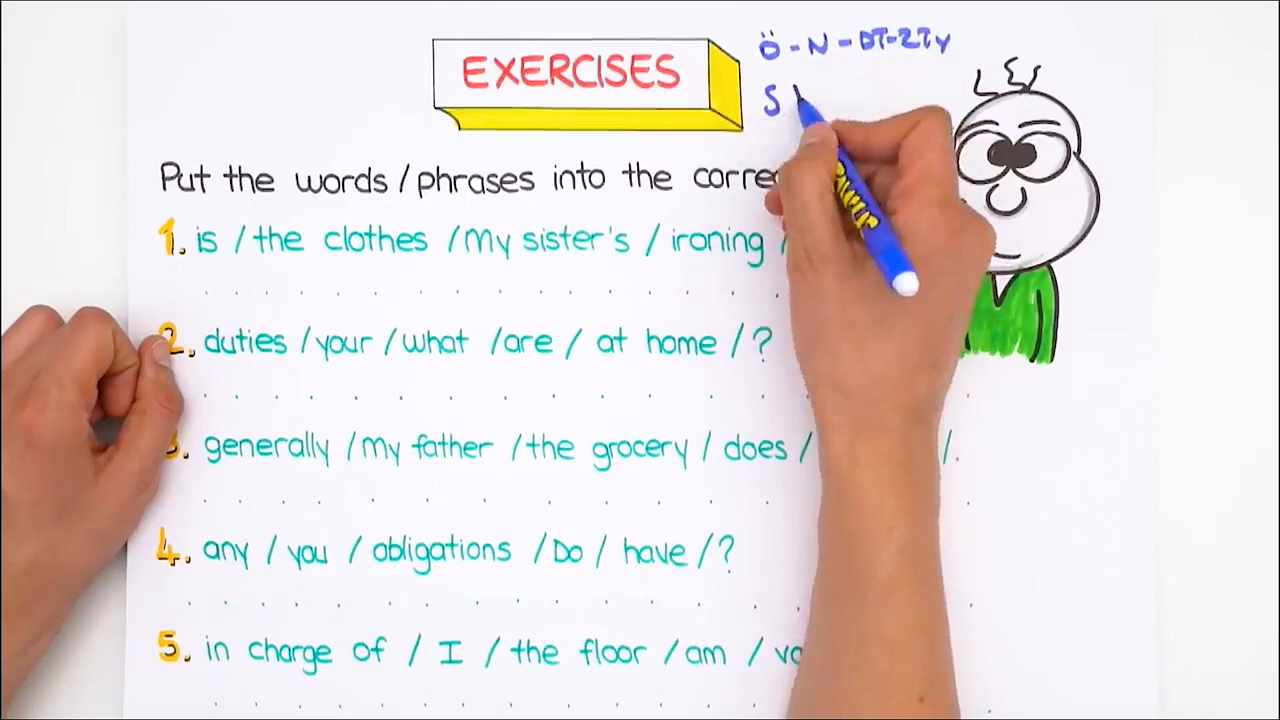 EXERCISES
Ö - N - DT-ZTY
S
Put the words / phrases into the
1. is / the clothes / My sister's / ironing
2. duties / your / what / are / at home / ?
3. generally / my father / the grocery / does / /.
4. any / you / obligations / Do / have / ?
5. in charge of / I / the floor / am /